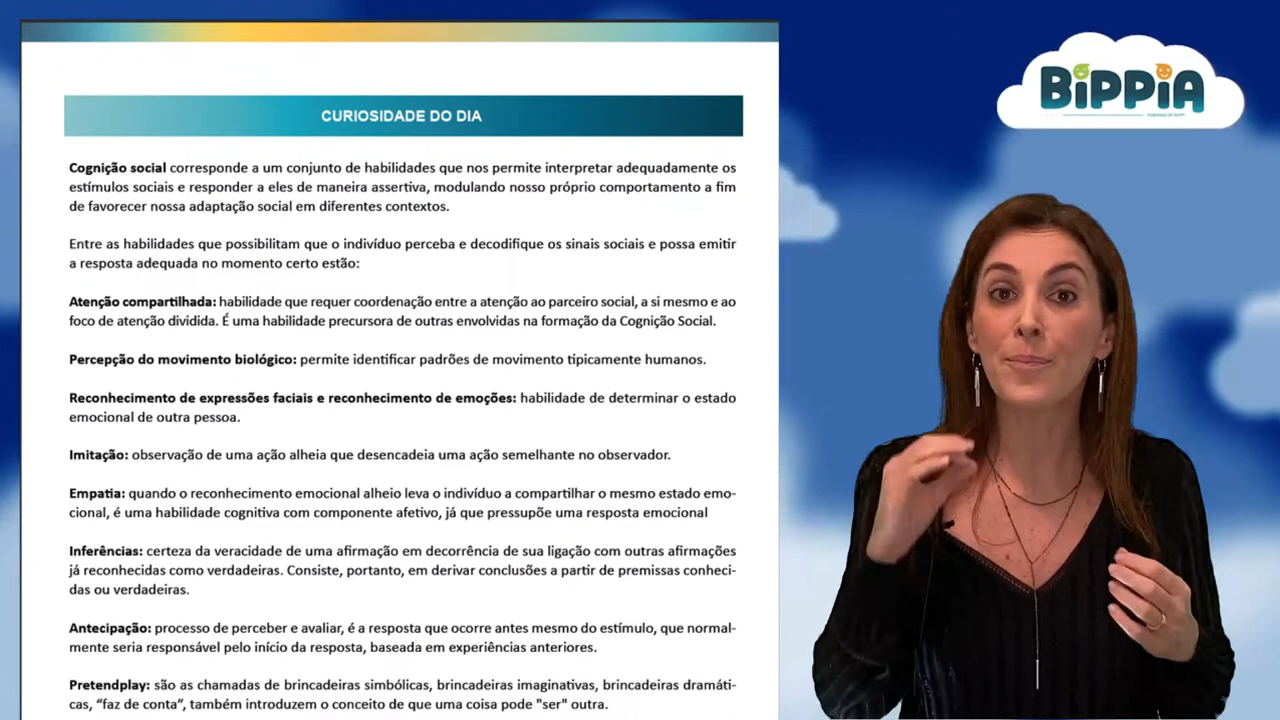 CURIOSIDADE DO DIA
Cognição social corresponde a um conjunto de habilidades que nos permite interpretar adequadamente os
estímulos sociais e responder a eles de maneira assertiva, modulando nosso próprio comportamento a fim
de favorecer nossa adaptação social em diferentes contextos.
Entre as habilidades que possibilitam que o indivíduo perceba e decodifique os sinais sociais e possa emitir
a resposta adequada no momento certo estão:
Atenção compartilhada: habilidade que requer coordenação entre a atenção ao parceiro social, a si mesmo e ao
foco de atenção dividida. É uma habilidade precursora de outras envolvidas na formação da Cognição Social.
Percepção do movimento biológico: permite identificar padrões de movimento tipicamente humanos.
Reconhecimento de expressões faciais e reconhecimento de emoções: habilidade de determinar o estado
emocional de outra pessoa.
Imitação: observação de uma ação alheia que desencadeia uma ação semelhante no observador.
Empatia: quando o reconhecimento emocional alheio leva o indivíduo a compartilhar o mesmo estado emo-
cional, é uma habilidade cognitiva com componente afetivo, já que pressupõe uma resposta emocional
Inferências: certeza da veracidade de uma afirmação em decorrência de sua ligação com outras afirmações
já reconhecidas como verdadeiras. Consiste, portanto, em derivar conclusões a partir de premissas conheci-
das ou verdadeiras.
Antecipação: processo de perceber e avaliar, é a resposta que ocorre antes mesmo do estímulo, que normal-
mente seria responsável pelo início da resposta, baseada em experiências anteriores.
Pretendplay: são as chamadas de brincadeiras simbólicas, brincadeiras imaginativas, brincadeiras dramáti-
cas, “faz de conta”, também introduzem o conceito de que uma coisa pode "ser" outra.
BiPPiA